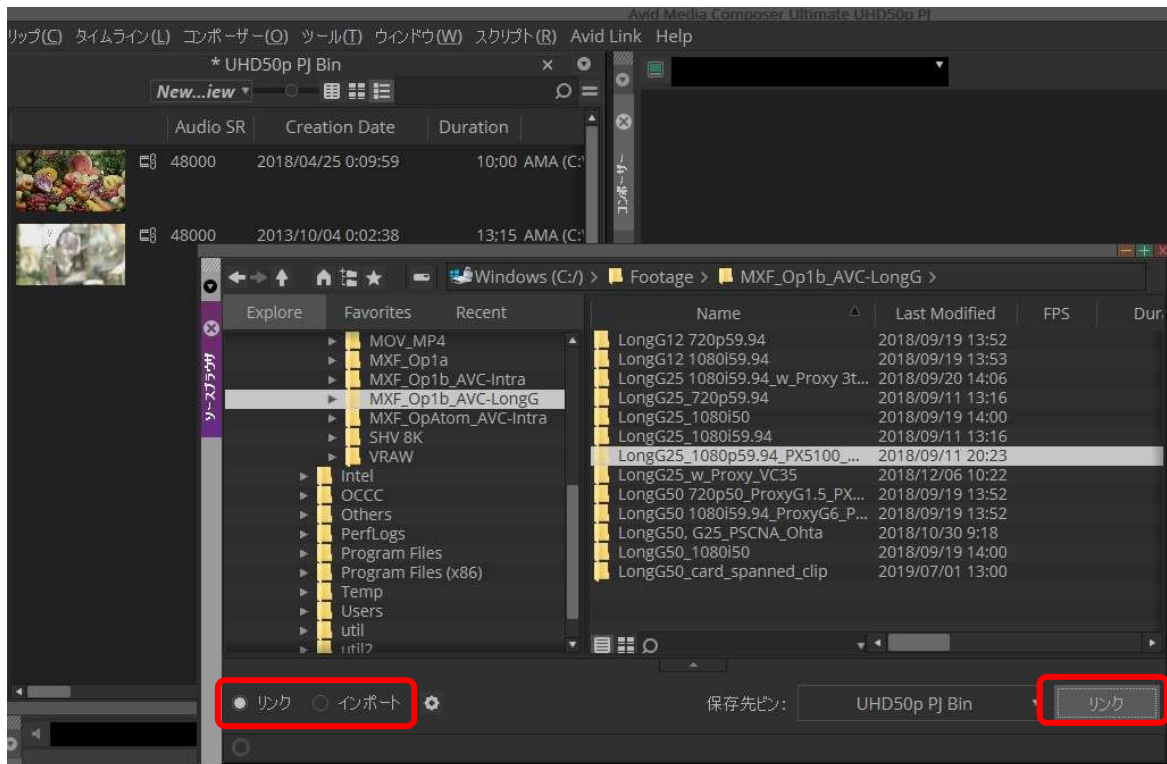 Avid Media Composer Ultimate UHD50p PJ
リップ(C) タイムライン(L) コンポーザー(O) ツール(T) ウィンドウ(W) スクリプト(R) Avid Link Help
* UHD50p PJ Bin
New...iew
Audio SR Creation Date Duration
48000 2018/04/25 0:09:59 10;00 AMA (C:\
48000 2013/10/04 0:02:38 13;15 AMA (C:\
コンポーザー
Windows (C:/) > Footage > MXF_Op1b_AVC-LongG >
ソースブラウザ
Explore Favorites Recent
MOV_MP4
MXF_Op1a
MXF_Op1b_AVC-Intra
MXF_Op1b_AVC-LongG
MXF_OpAtom_AVC-Intra
SHV 8K
VRAW
Intel
OCCC
Others
PerfLogs
Program Files
Program Files (x86)
Temp
Users
util
util2
Name Last Modified FPS Dur
LongG12 720p59.94 2018/09/19 13:52
LongG12 1080i59.94 2018/09/19 13:53
LongG25 1080i59.94_w_Proxy 3t... 2018/09/20 14:06
LongG25_720p59.94 2018/09/11 13:16
LongG25_1080i50 2018/09/19 14:00
LongG25_1080i59.94 2018/09/11 13:16
LongG25_1080p59.94_PX5100_... 2018/09/11 20:23
LongG25_w_Proxy_VC35 2018/12/06 10:22
LongG50 720p50_ProxyG1.5_PX... 2018/09/19 13:52
LongG50 1080i59.94_ProxyG6_P... 2018/09/19 13:52
LongG50, G25_PSCNA_Ohta 2018/10/30 9:18
LongG50_1080i50 2018/09/19 14:00
LongG50_card_spanned_clip 2019/07/01 13:00
リンク インポート 保存先ビン: UHD50p PJ Bin リンク